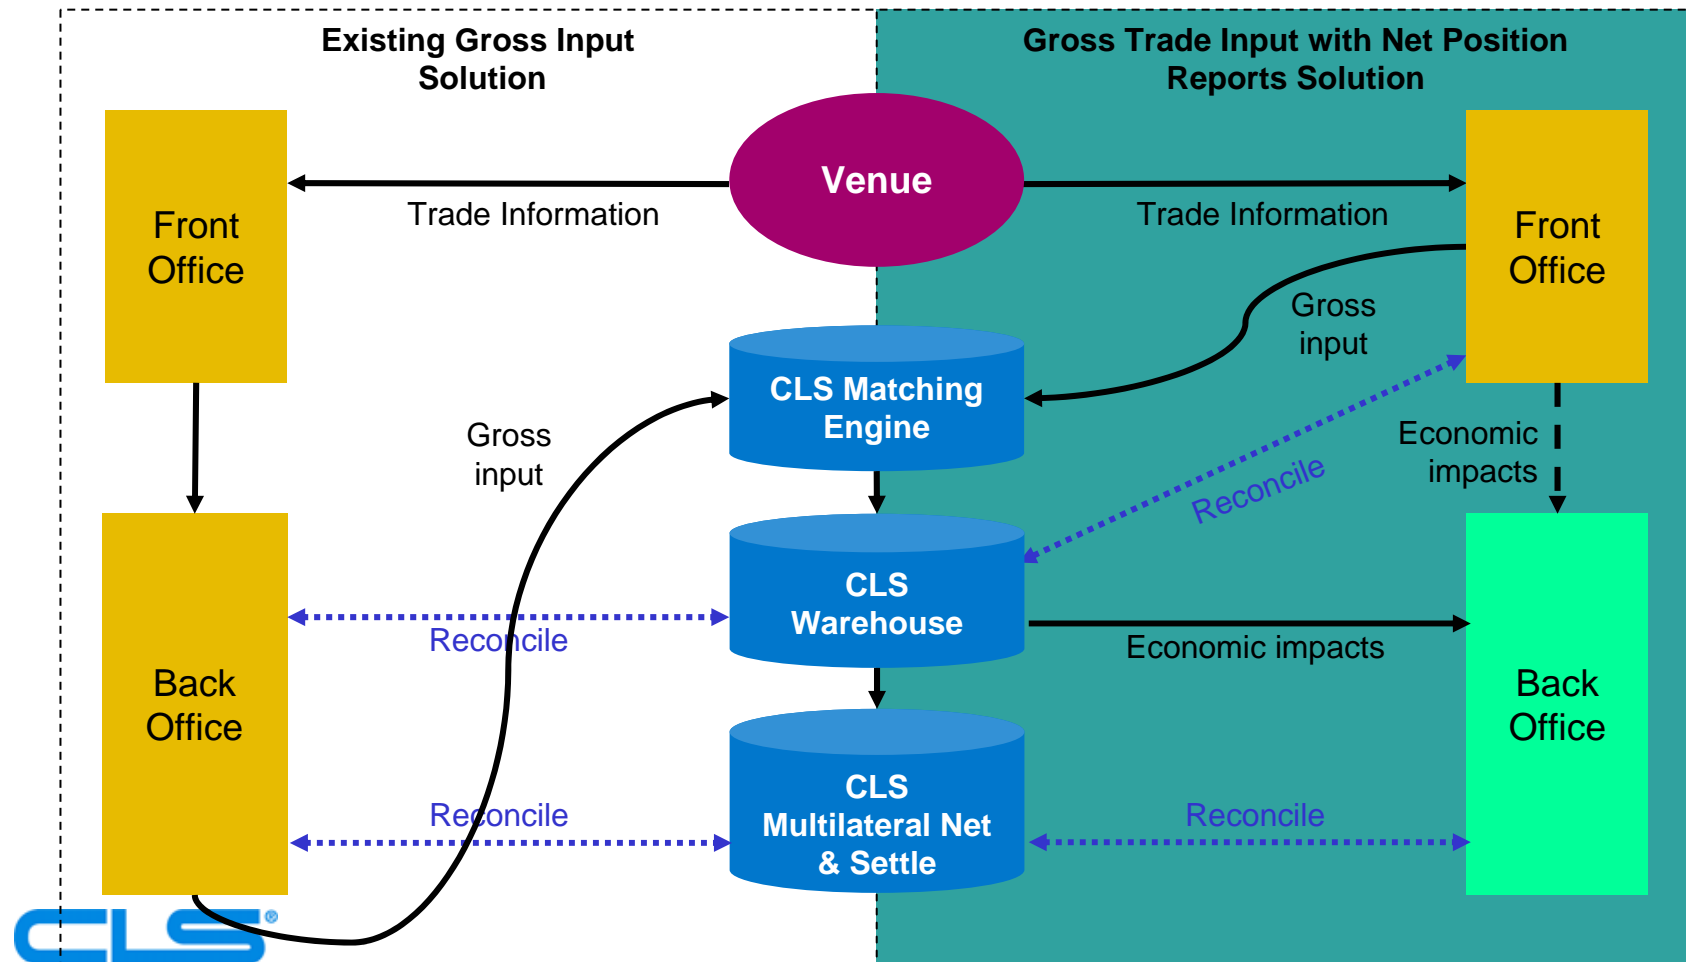 Existing Gross Input
Solution
Gross Trade Input with Net Position
Reports Solution
Venue
Trade Information
Trade Information
Front
Office
Front
Office
Gross
input
CLS Matching
Engine
Gross
input
Economic
impacts
Reconcile
CLS
Warehouse
Reconcile
Economic impacts
Back
Office
Back
Office
CLS
Multilateral Net
& Settle
Reconcile
Reconcile
CLS®